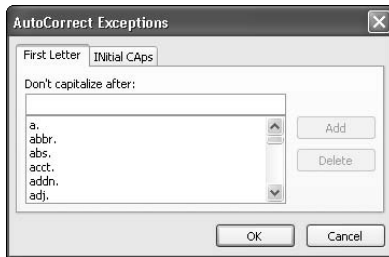 AutoCorrect Exceptions
First Letter INitial CAps
Don't capitalize after:
a.
abbr.
abs.
acct.
addn.
adj.
Add
Delete
OK Cancel